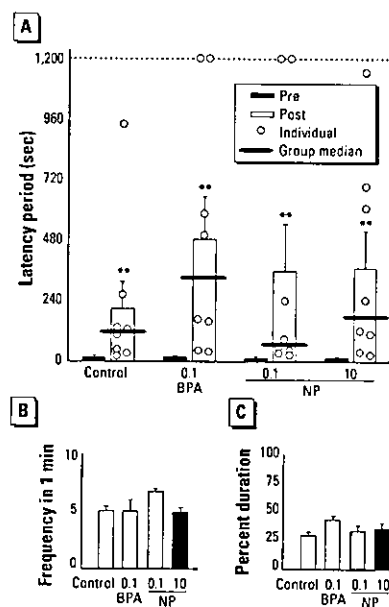 A
1,200
960
720
480
240
0
Latency period (sec)
Pre
Post
Individual
Group median
**
**
**
**
Control
0.1
0.1
10
BPA
NP
B
10
5
0
Frequency in 1 min
Control 0.1 0.1 10
BPA NP
C
100
75
50
25
0
Percent duration
Control 0.1 0.1 10
BPA NP